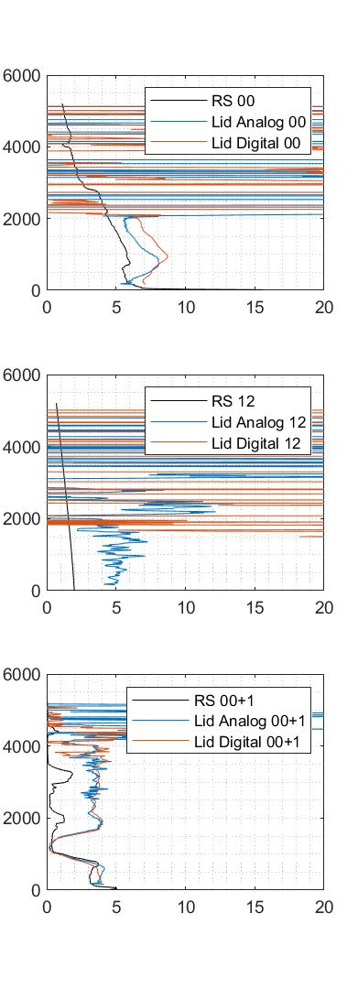 6000
RS 00
Lid Analog 00
Lid Digital 00
4000
2000
0
0 5 10 15 20
6000
RS 12
Lid Analog 12
Lid Digital 12
4000
2000
0
0 5 10 15 20
6000
RS 00+1
Lid Analog 00+1
Lid Digital 00+1
4000
2000
0
0 5 10 15 20